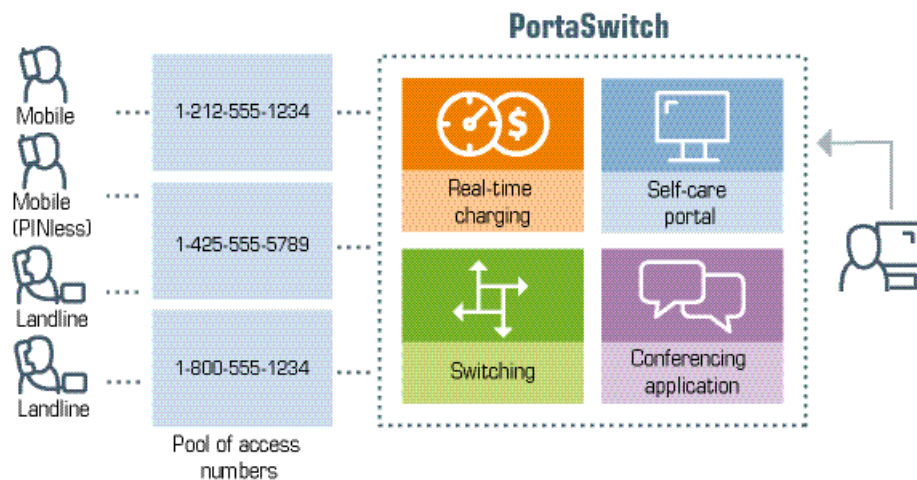 PortaSwitch
Mobile
Mobile
(PINless)
Landline
Landline
1-212-555-1234
1-425-555-5789
1-800-555-1234
Pool of access
numbers
$
Real-time
charging
Self-care
portal
Switching
Conferencing
application